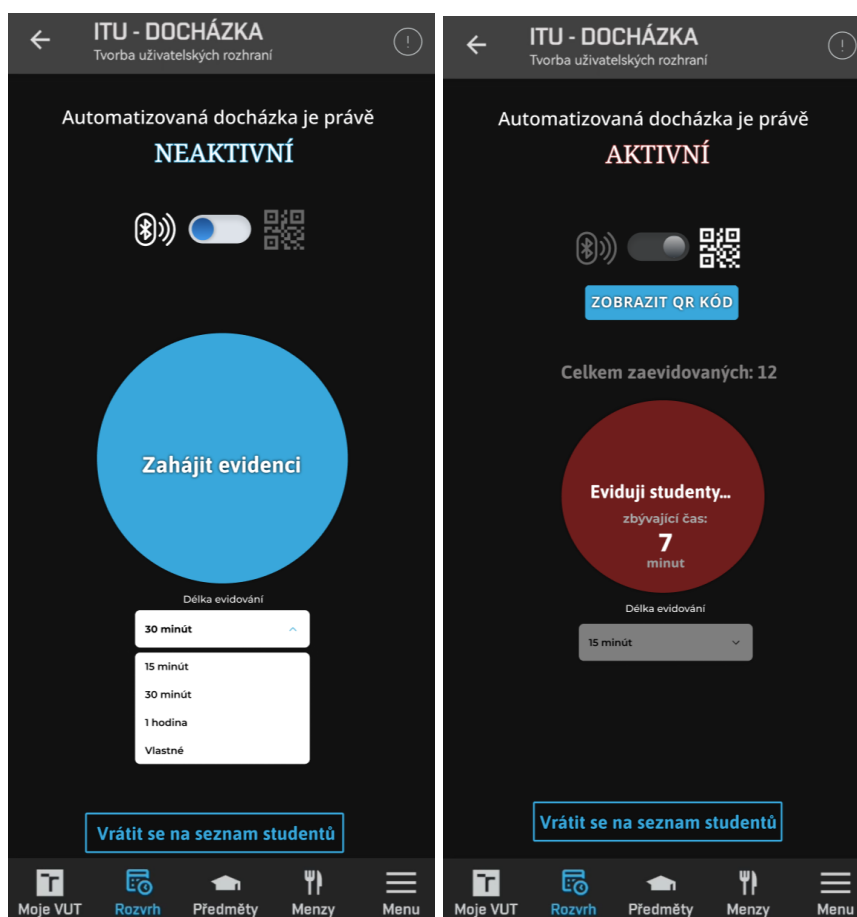 ITU - DOCHÁZKA
Tvorba uživatelských rozhraní
!
Automatizovaná docházka je právě
NEAKTIVNÍ
Zahájit evidenci
Délka evidování
30 minút
15 minút
30 minút
1 hodina
Vlastné
Vrátit se na seznam studentů
Moje VUT Rozvrh Předměty Menzy Menu
ITU - DOCHÁZKA
Tvorba uživatelských rozhraní
!
Automatizovaná docházka je právě
AKTIVNÍ
ZOBRAZIT QR KÓD
Celkem zaevidovaných: 12
Eviduji studenty...
zbývající čas:
7
minut
Délka evidování
15 minút
Vrátit se na seznam studentů
Moje VUT Rozvrh Předměty Menzy Menu